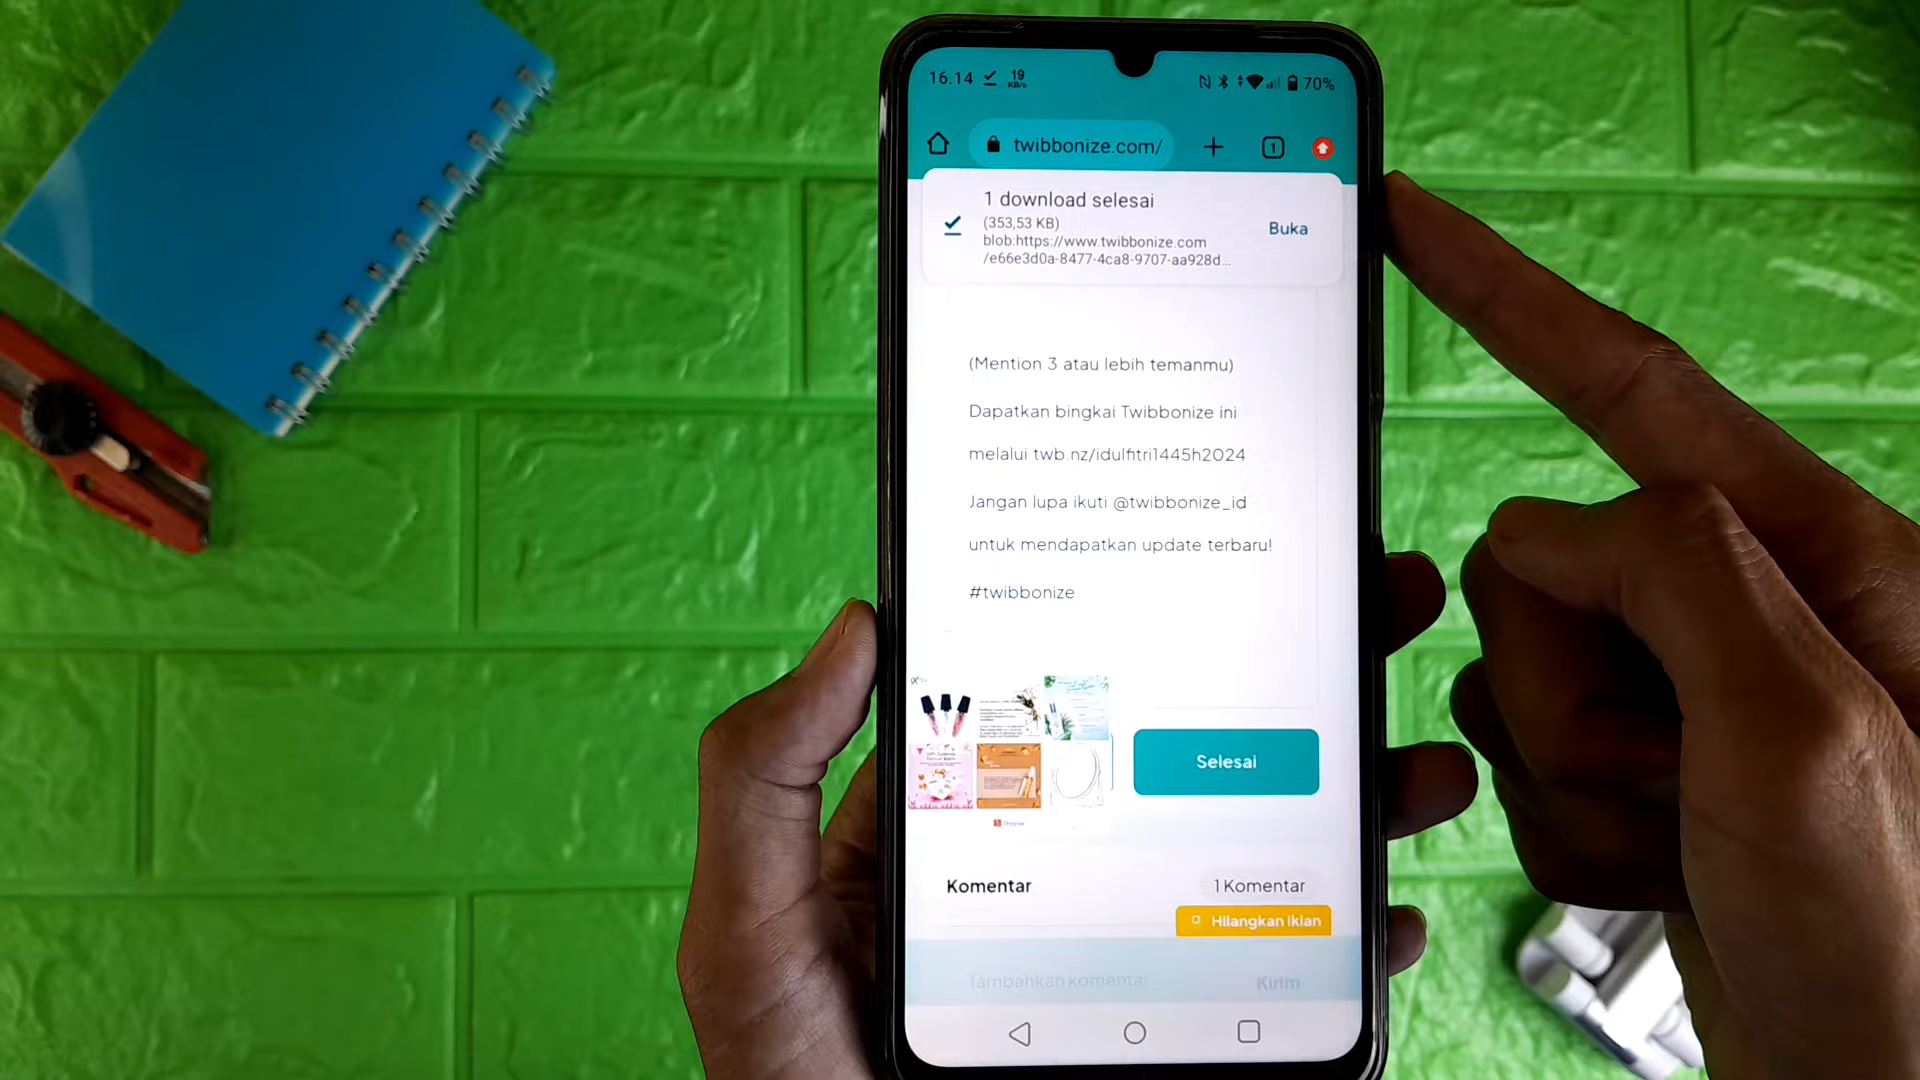 16.14
19
KB/s
70%
twibbonize.com/
1
1 download selesai
(353,53 KB)
blob:https://www.twibbonize.com
/e66e3d0a-8477-4ca8-9707-aa928d...
Buka
(Mention 3 atau lebih temanmu)
Dapatkan bingkai Twibbonize ini
melalui twb.nz/idulfitri1445h2024
Jangan lupa ikuti @twibbonize_id
untuk mendapatkan update terbaru!
#twibbonize
Selesai
Shopee
Komentar
1 Komentar
Hilangkan Iklan
Tambahkan komentar
Kirim